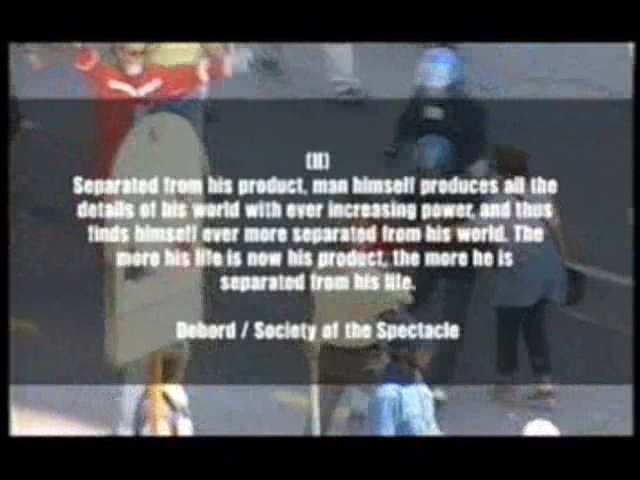 (II)
Separated from his product, man himself produces all the
details of his world with ever increasing power, and thus
finds himself ever more separated from his world. The
more his life is now his product, the more he is
separated from his life.
Debord / Society of the Spectacle